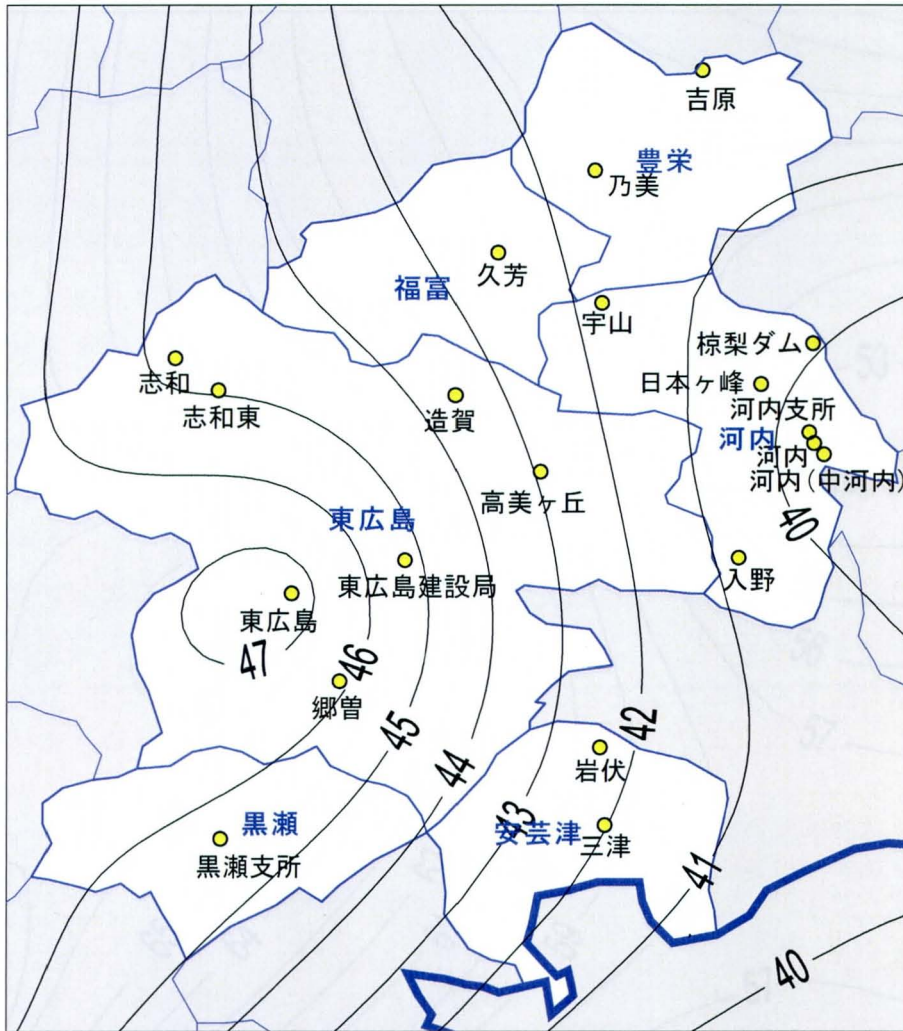 吉原
豊栄
乃美
久芳
福富
宇山
椋梨ダム
志和
日本ヶ峰
志和東
造賀
河内支所
河内
河内
河内(中河内)
高美ヶ丘
東広島
40
入野
東広島建設局
東広島
47
46
郷曽
45
42
44
岩伏
43
黒瀬
安芸津
三津
黒瀬支所
41
40